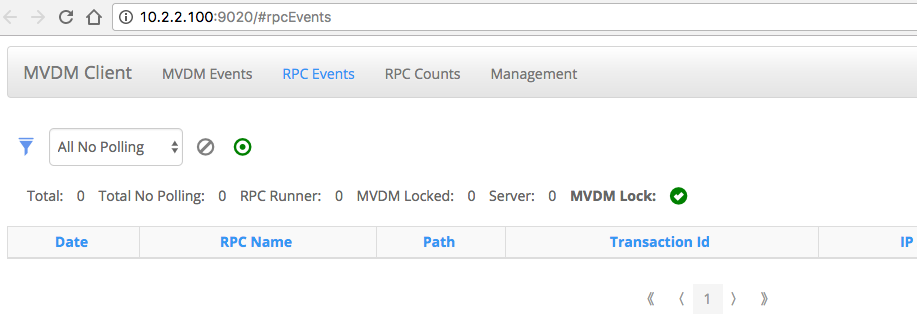 10.2.2.100:9020/#rpcEvents
MVDM Client MVDM Events RPC Events RPC Counts Management
All No Polling
Total: 0 Total No Polling: 0 RPC Runner: 0 MVDM Locked: 0 Server: 0 MVDM Lock:
Date RPC Name Path Transaction Id IP
《 〈 1 〉 》